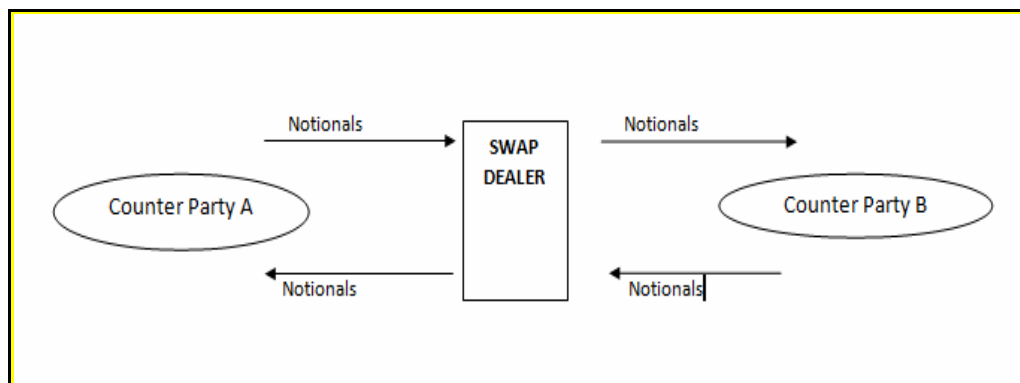 Notionals
Notionals
SWAP
DEALER
Counter Party A
Counter Party B
Notionals
Notionals